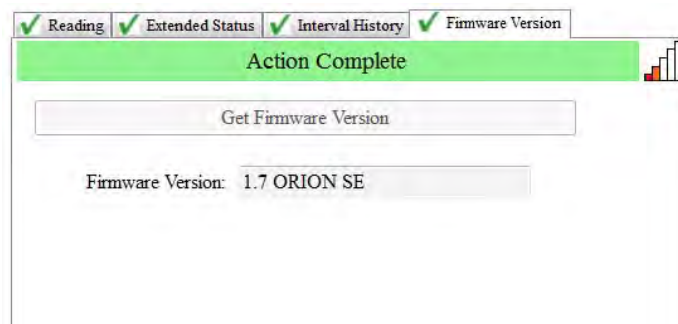 Reading Extended Status Interval History Firmware Version
Action Complete
Get Firmware Version
Firmware Version: 1.7 ORION SE